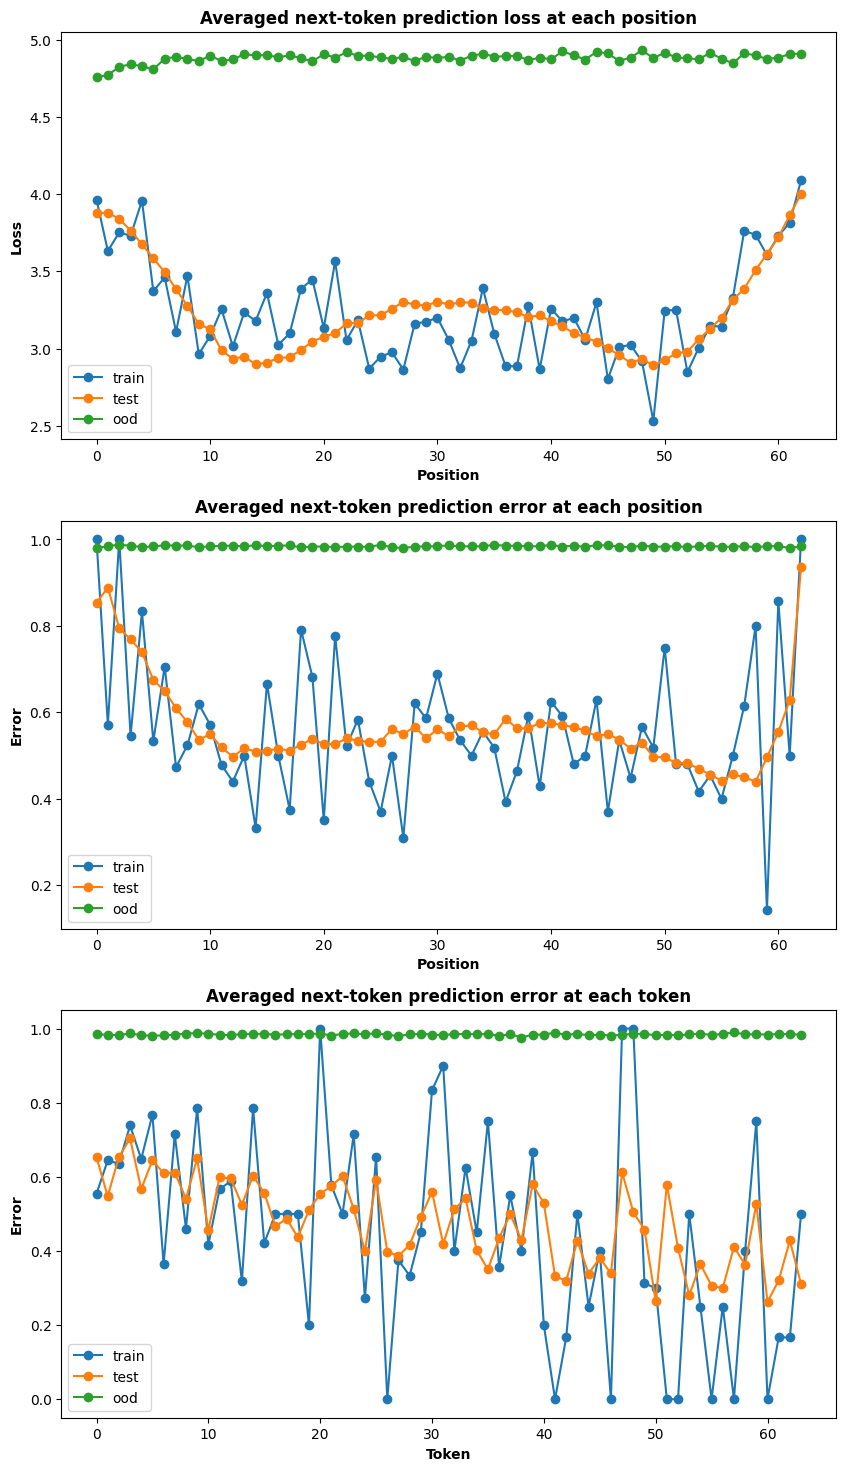 Averaged next-token prediction loss at each position
5.0
4.5
4.0
3.5
3.0
2.5
Loss
train
test
ood
0 10 20 30 40 50 60
Position
Averaged next-token prediction error at each position
1.0
0.8
0.6
0.4
0.2
Error
train
test
ood
0 10 20 30 40 50 60
Position
Averaged next-token prediction error at each token
1.0
0.8
0.6
0.4
0.2
0.0
Error
train
test
ood
0 10 20 30 40 50 60
Token